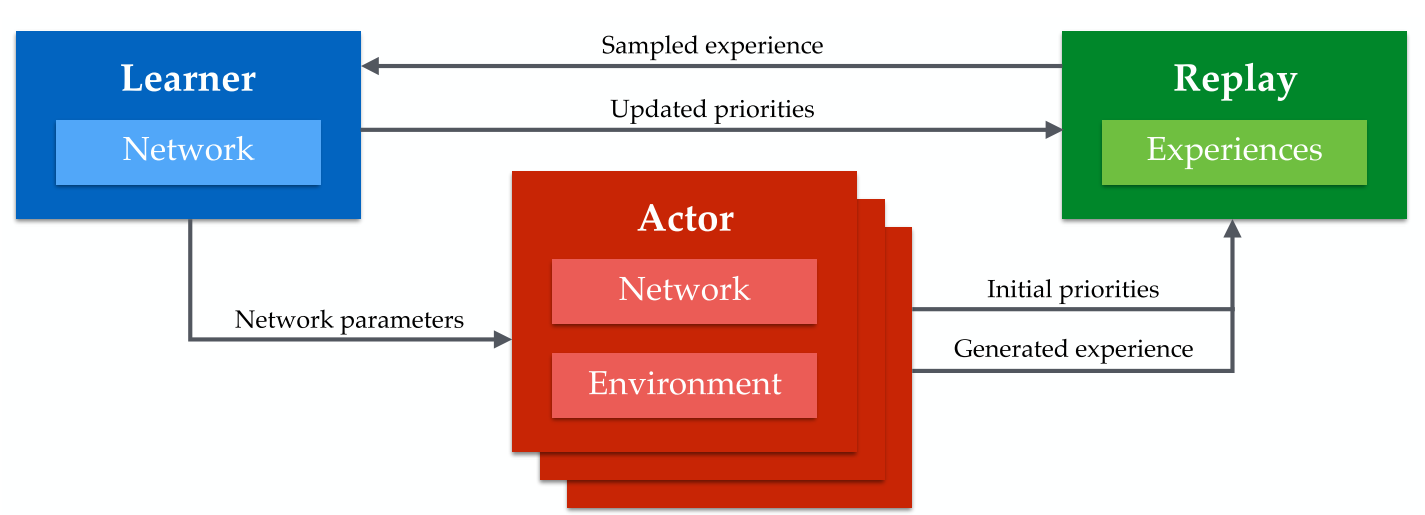 Sampled experience
Learner
Replay
Updated priorities
Network
Experiences
Actor
Network
Initial priorities
Network parameters
Generated experience
Environment